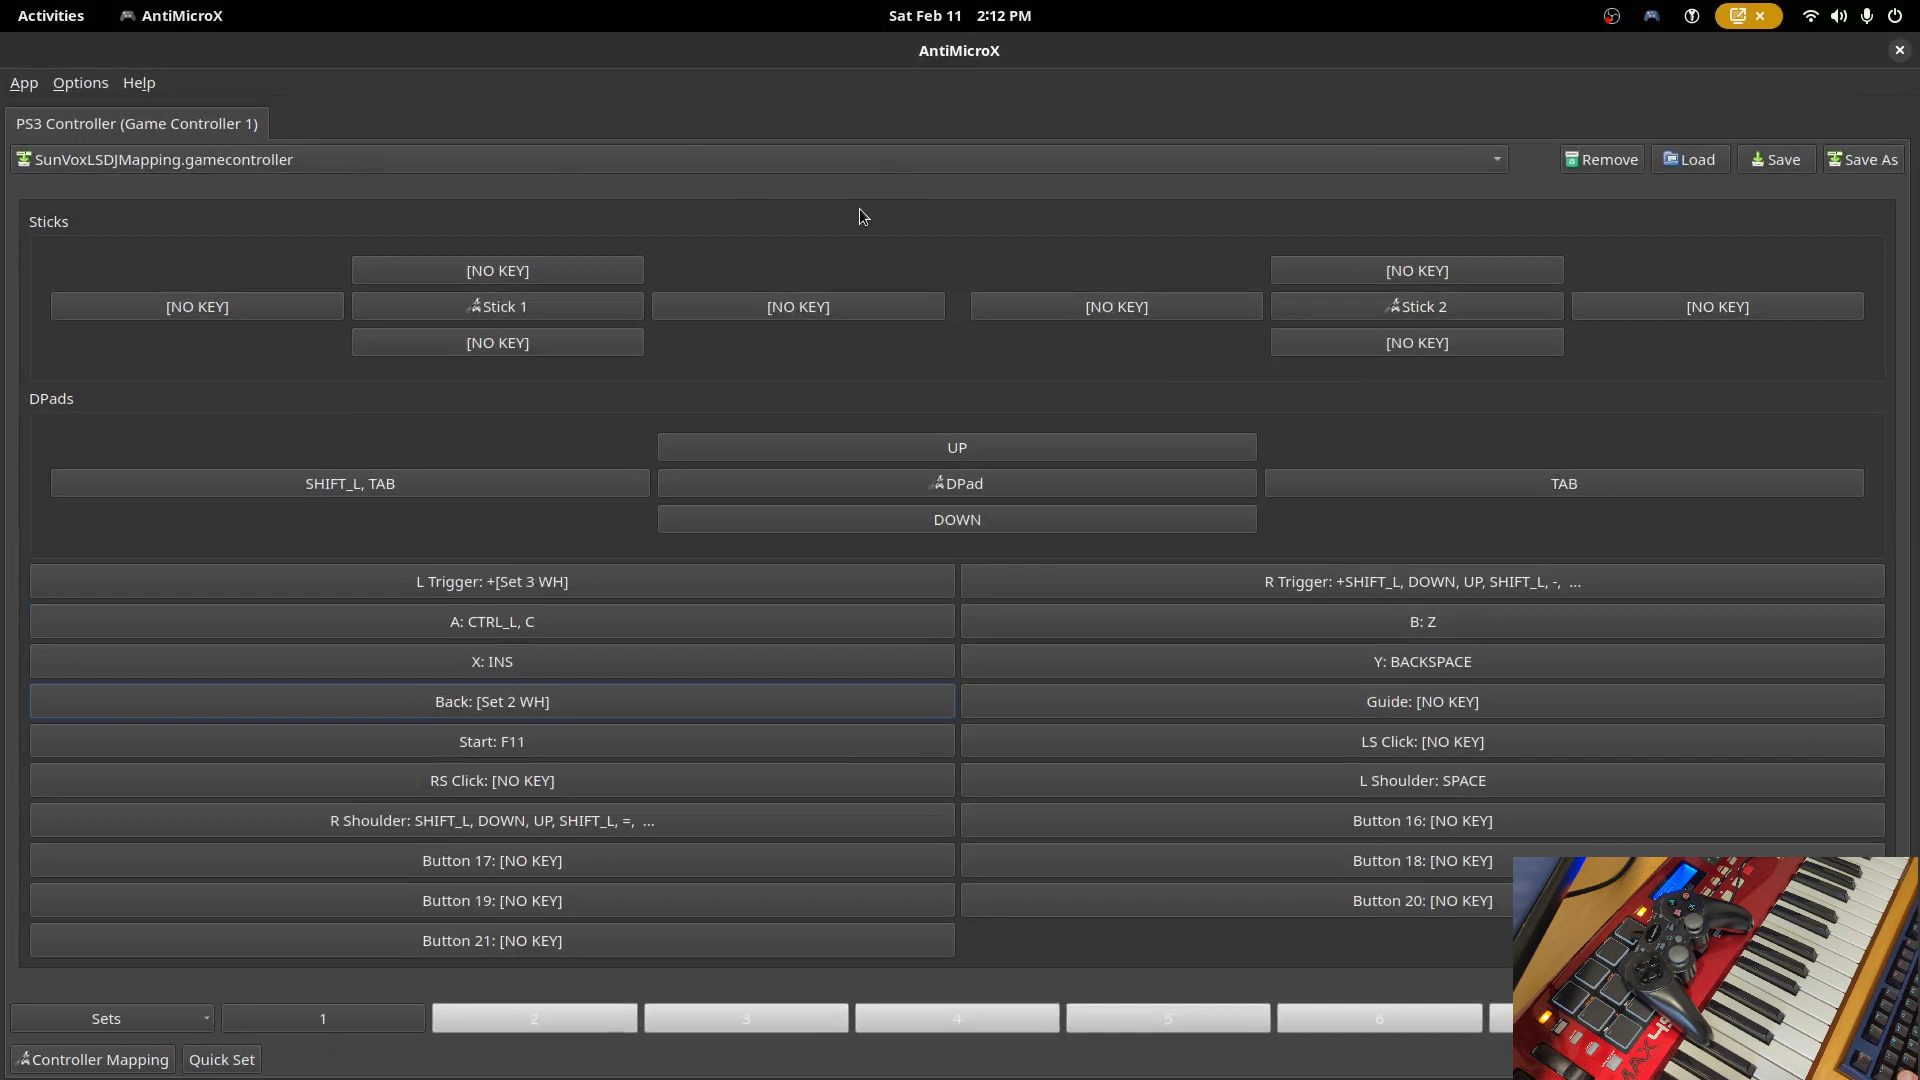 Activities AntiMicroX Sat Feb 11 2:12 PM
AntiMicroX
App Options Help
PS3 Controller (Game Controller 1)
SunVoxLSDJMapping.gamecontroller Remove Load Save Save As
Sticks
[NO KEY] [NO KEY]
[NO KEY] Stick 1 [NO KEY] [NO KEY] Stick 2 [NO KEY]
[NO KEY] [NO KEY]
DPads
UP
SHIFT_L, TAB DPad TAB
DOWN
L Trigger: +[Set 3 WH] R Trigger: +SHIFT_L, DOWN, UP, SHIFT_L, -, ...
A: CTRL_L, C B: Z
X: INS Y: BACKSPACE
Back: [Set 2 WH] Guide: [NO KEY]
Start: F11 LS Click: [NO KEY]
RS Click: [NO KEY] L Shoulder: SPACE
R Shoulder: SHIFT_L, DOWN, UP, SHIFT_L, =, ... Button 16: [NO KEY]
Button 17: [NO KEY] Button 18: [NO KEY]
Button 19: [NO KEY] Button 20: [NO KEY]
Button 21: [NO KEY]
Sets 1 2 3 4 5 6
Controller Mapping Quick Set